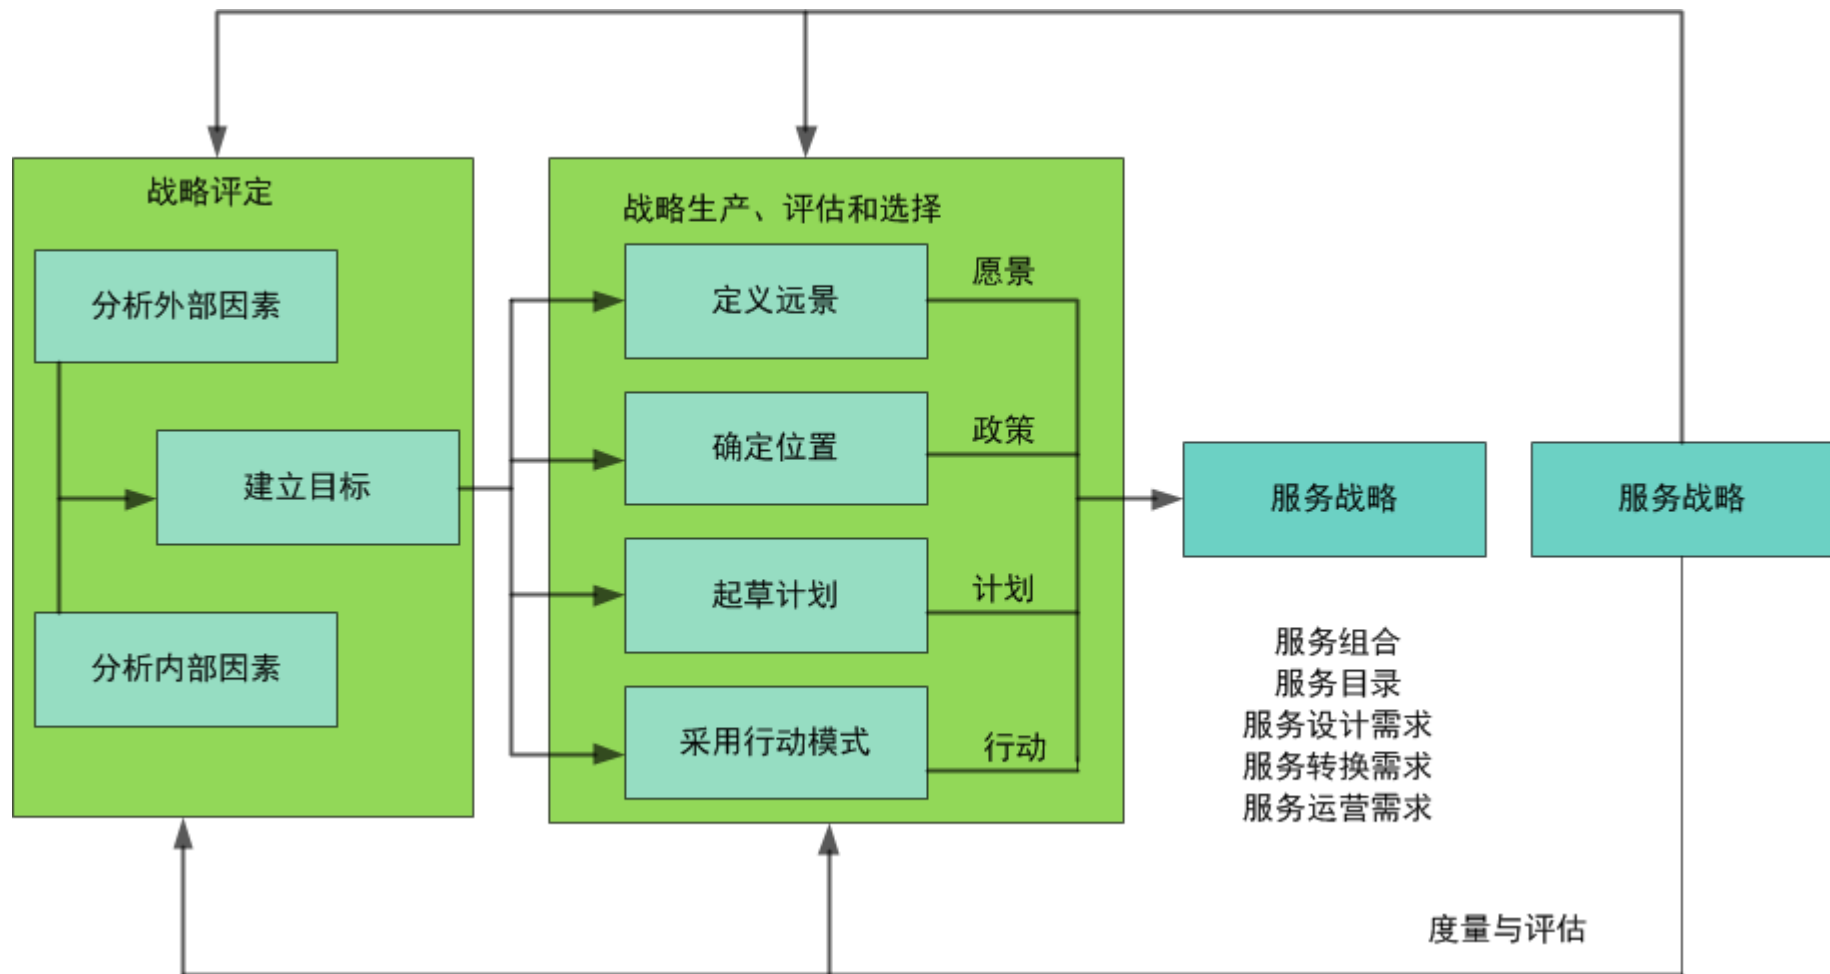 战略评定
分析外部因素
建立目标
分析内部因素
战略生产、评估和选择
定义远景
愿景
确定位置
政策
起草计划
计划
采用行动模式
行动
服务战略
服务战略
服务组合
服务目录
服务设计需求
服务转换需求
服务运营需求
度量与评估